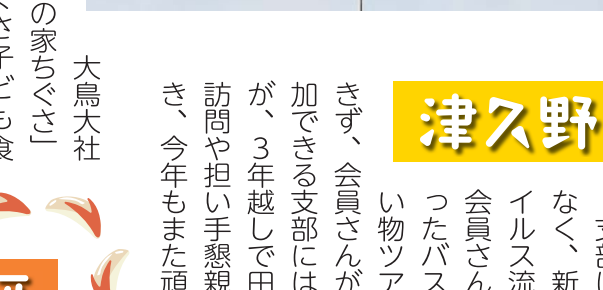 津久野
なく、新
イルス流
会員さん
ったバス
い物ツア
きず、会員さんが
加できる支部には
が、３年越しで田
訪問や担い手懇親
き、今年もまた頑
大鳥大社
の家ちぐさ」